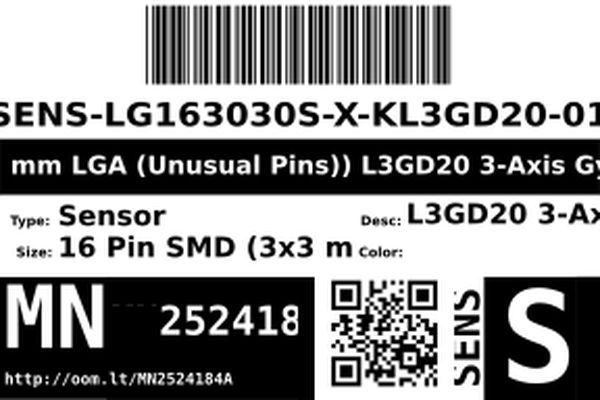 SENS-LG163030S-X-KL3GD20-01
mm LGA (Unusual Pins)) L3GD20 3-Axis Gy
Type: Sensor
Desc: L3GD20 3-Ax
Size: 16 Pin SMD (3x3 m
Color:
MN
252418
http://oom.lt/MN2524184A
SENS
S